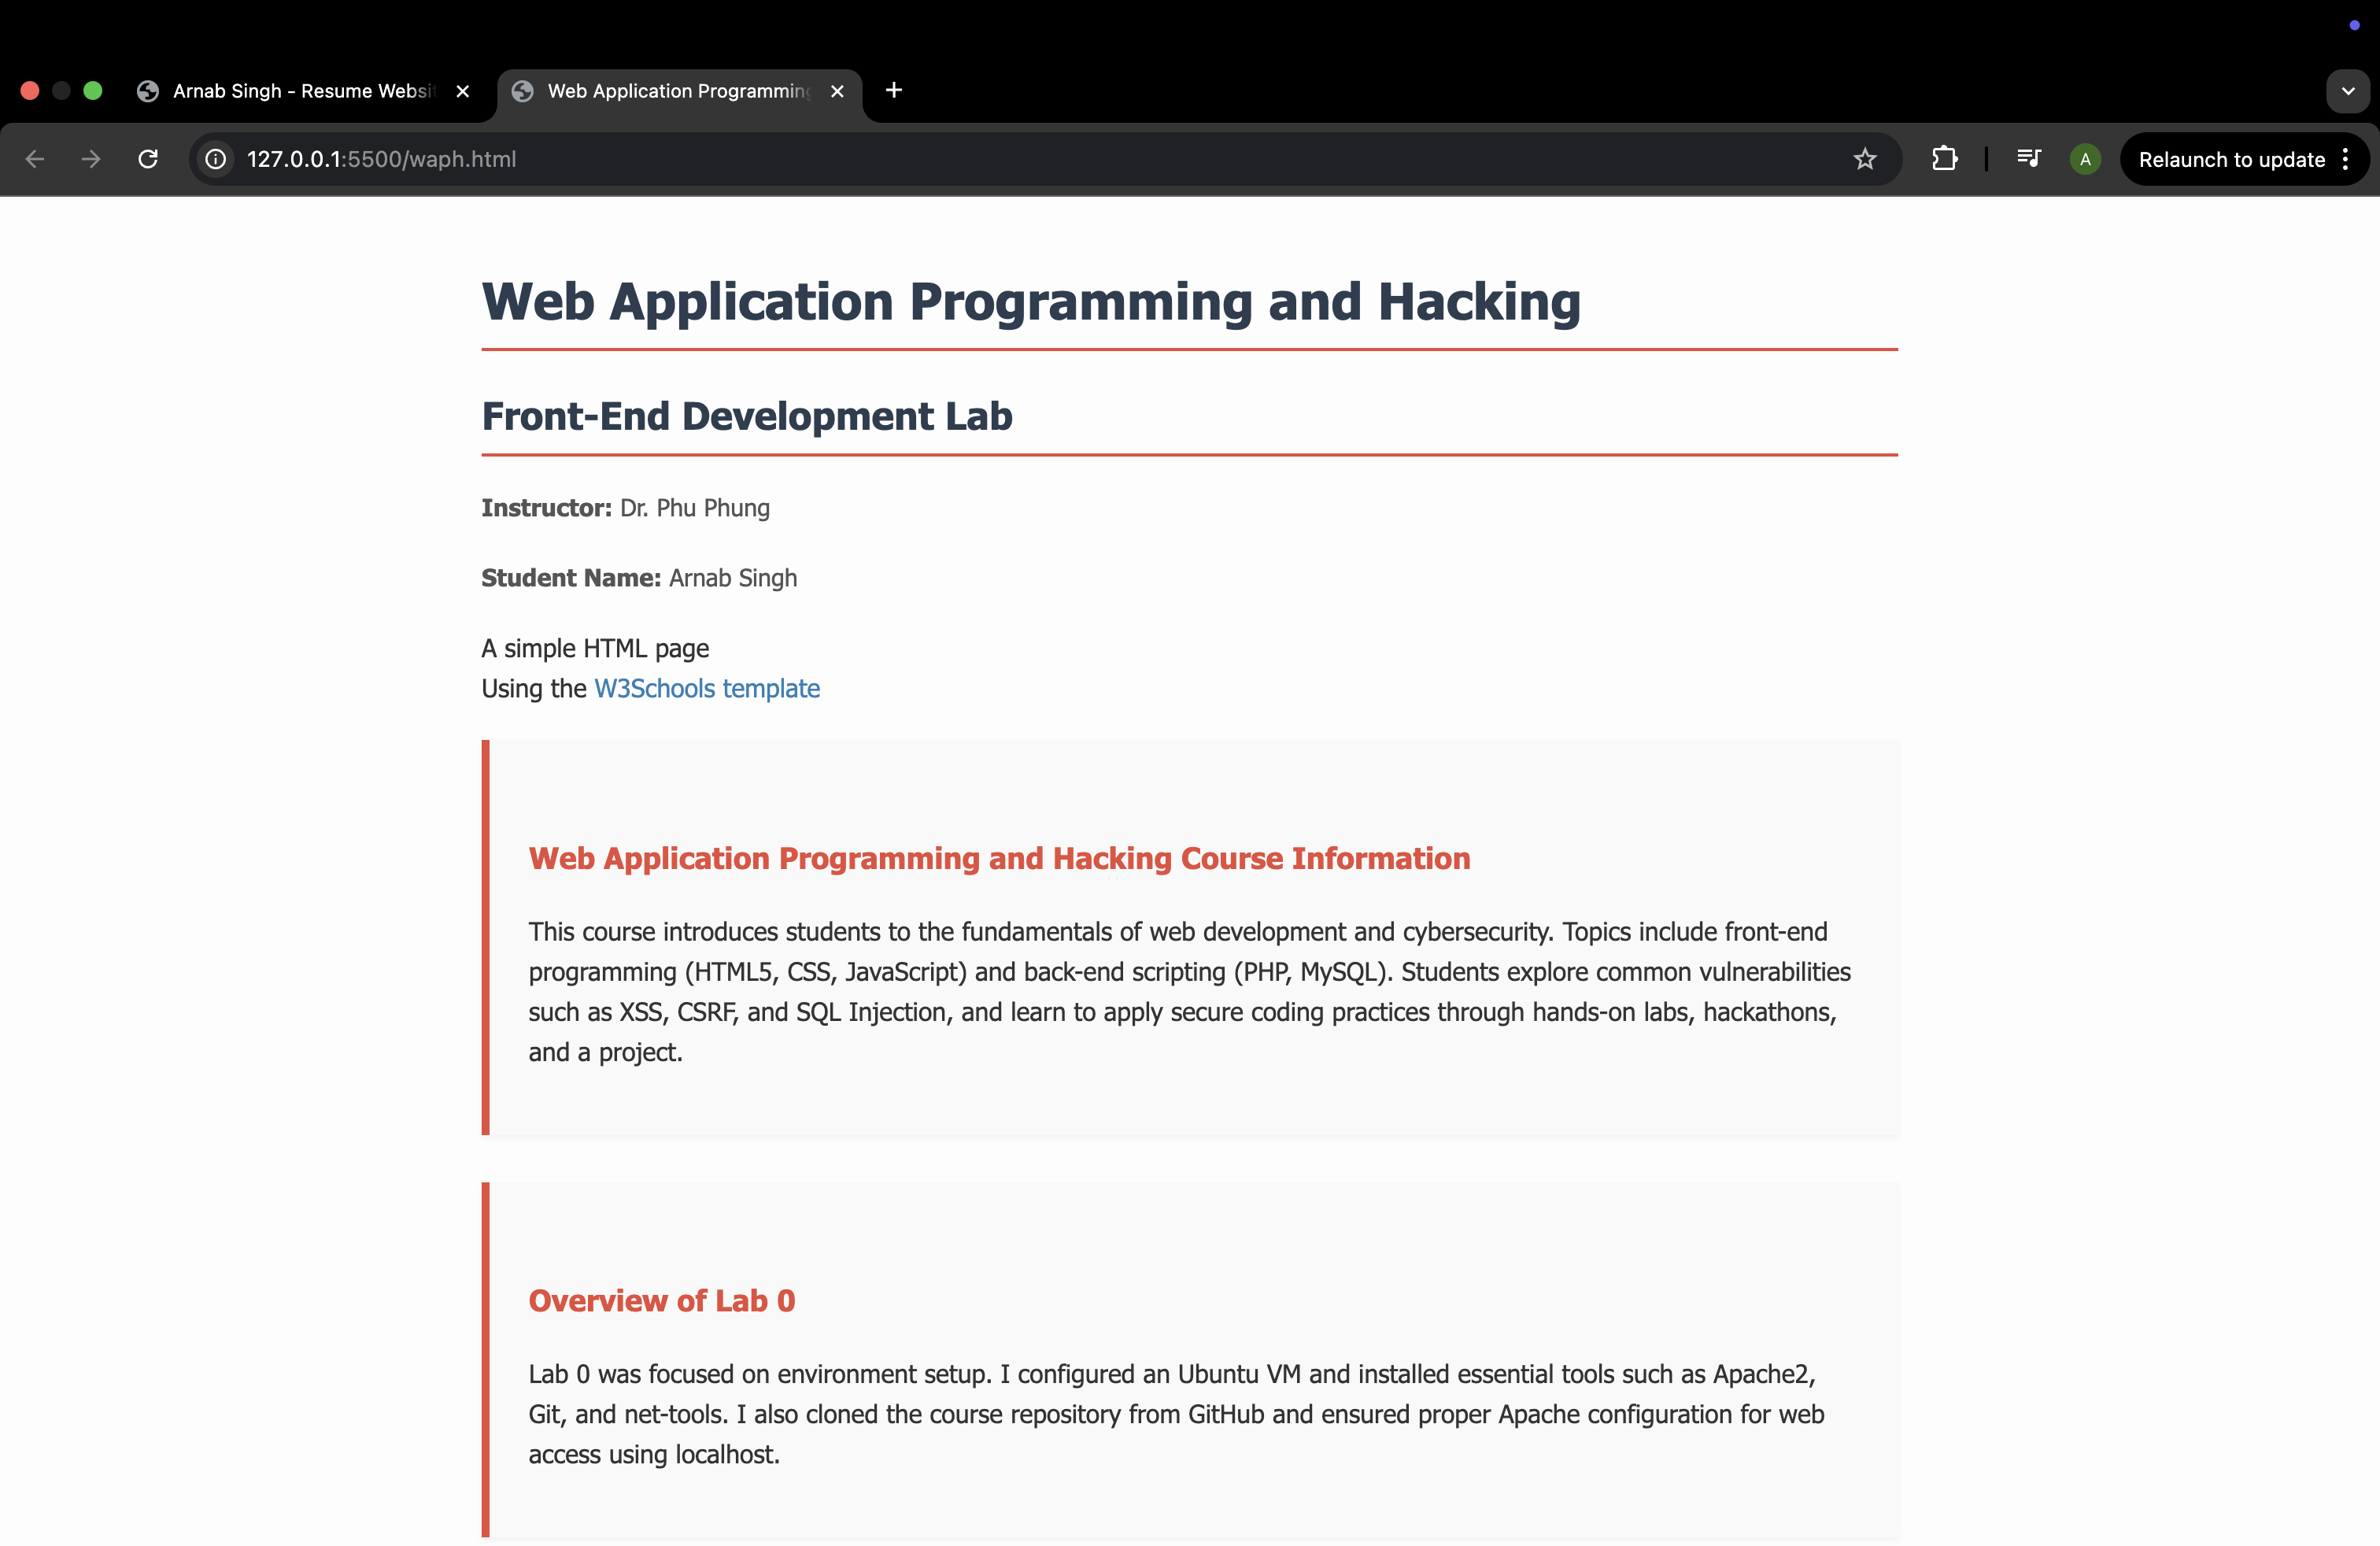 Arnab Singh - Resume Websit
Web Application Programming
127.0.0.1:5500/waph.html
A
Relaunch to update
Web Application Programming and Hacking
Front-End Development Lab
Instructor: Dr. Phu Phung
Student Name: Arnab Singh
A simple HTML page
Using the W3Schools template
Web Application Programming and Hacking Course Information
This course introduces students to the fundamentals of web development and cybersecurity. Topics include front-end
programming (HTML5, CSS, JavaScript) and back-end scripting (PHP, MySQL). Students explore common vulnerabilities
such as XSS, CSRF, and SQL Injection, and learn to apply secure coding practices through hands-on labs, hackathons,
and a project.
Overview of Lab 0
Lab 0 was focused on environment setup. I configured an Ubuntu VM and installed essential tools such as Apache2,
Git, and net-tools. I also cloned the course repository from GitHub and ensured proper Apache configuration for web
access using localhost.